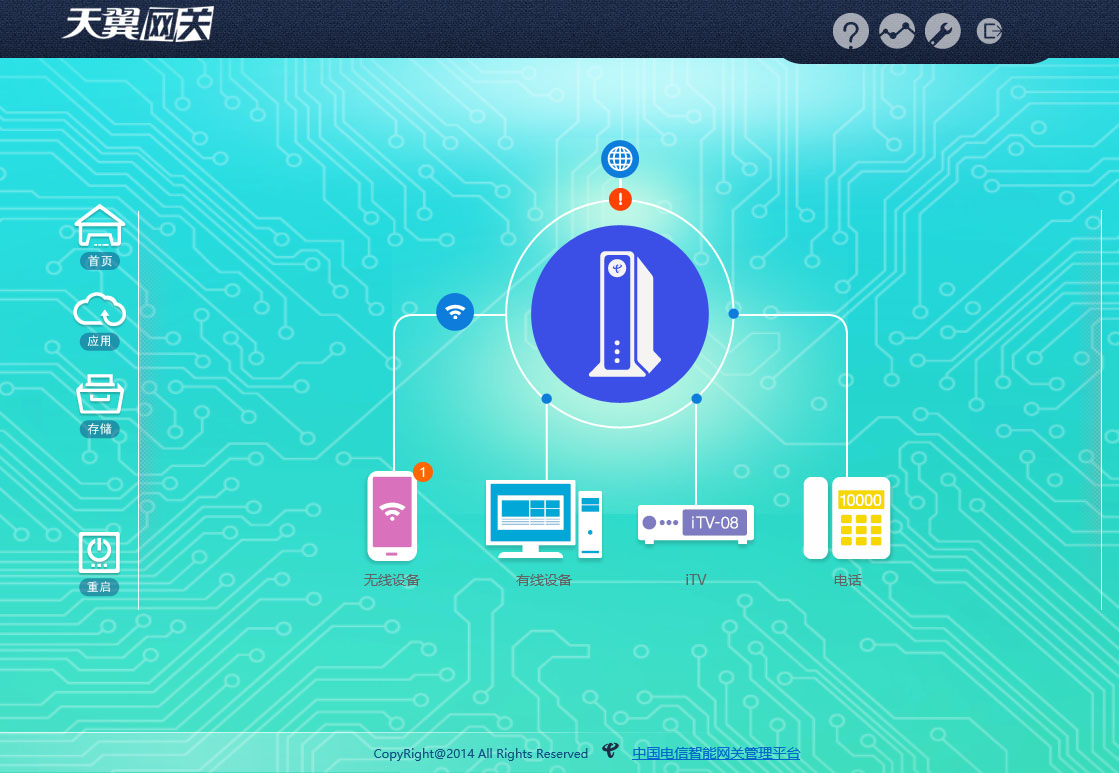 天翼网关
!
首页
应用
存储
重启
1
iTV-08
10000
无线设备
有线设备
iTV
电话
CopyRight@2014 All Rights Reserved 中国电信智能网关管理平台